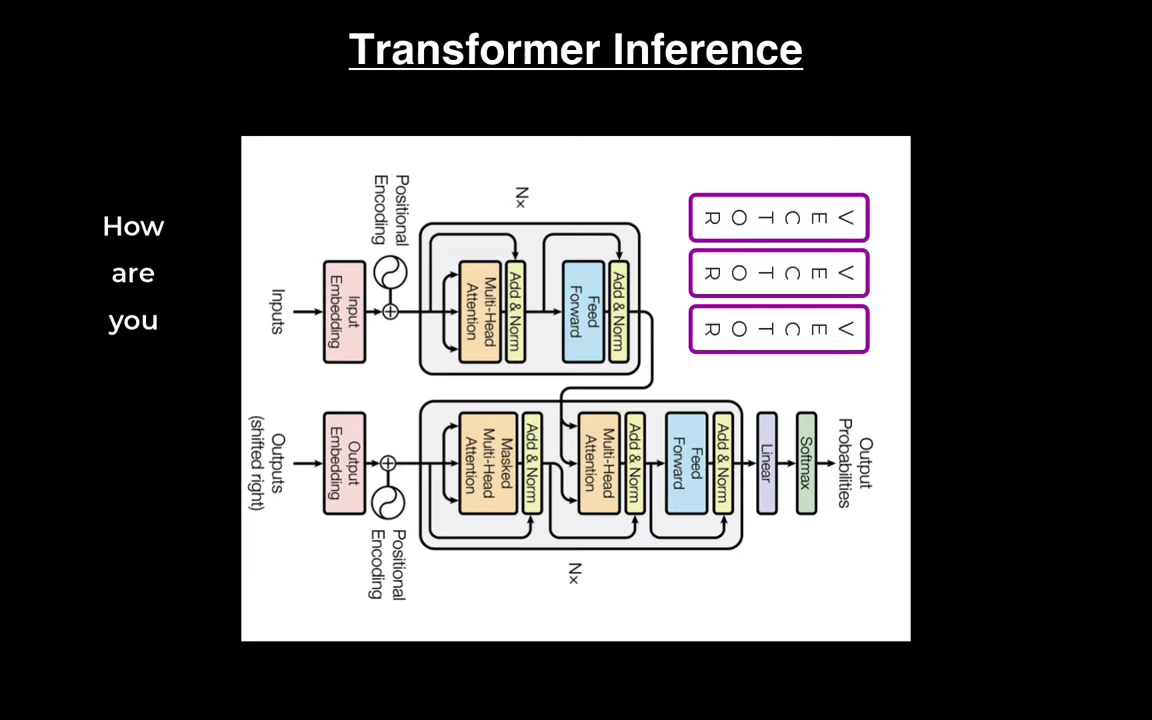 Transformer Inference
How
are
you
VECTOR
VECTOR
VECTOR
Nx
Positional
Encoding
Inputs
Input
Embedding
Multi-Head
Attention
Add & Norm
Feed
Forward
Add & Norm
Outputs
(shifted right)
Output
Embedding
Positional
Encoding
Masked
Multi-Head
Attention
Add & Norm
Multi-Head
Attention
Add & Norm
Feed
Forward
Add & Norm
Nx
Linear
Softmax
Output
Probabilities